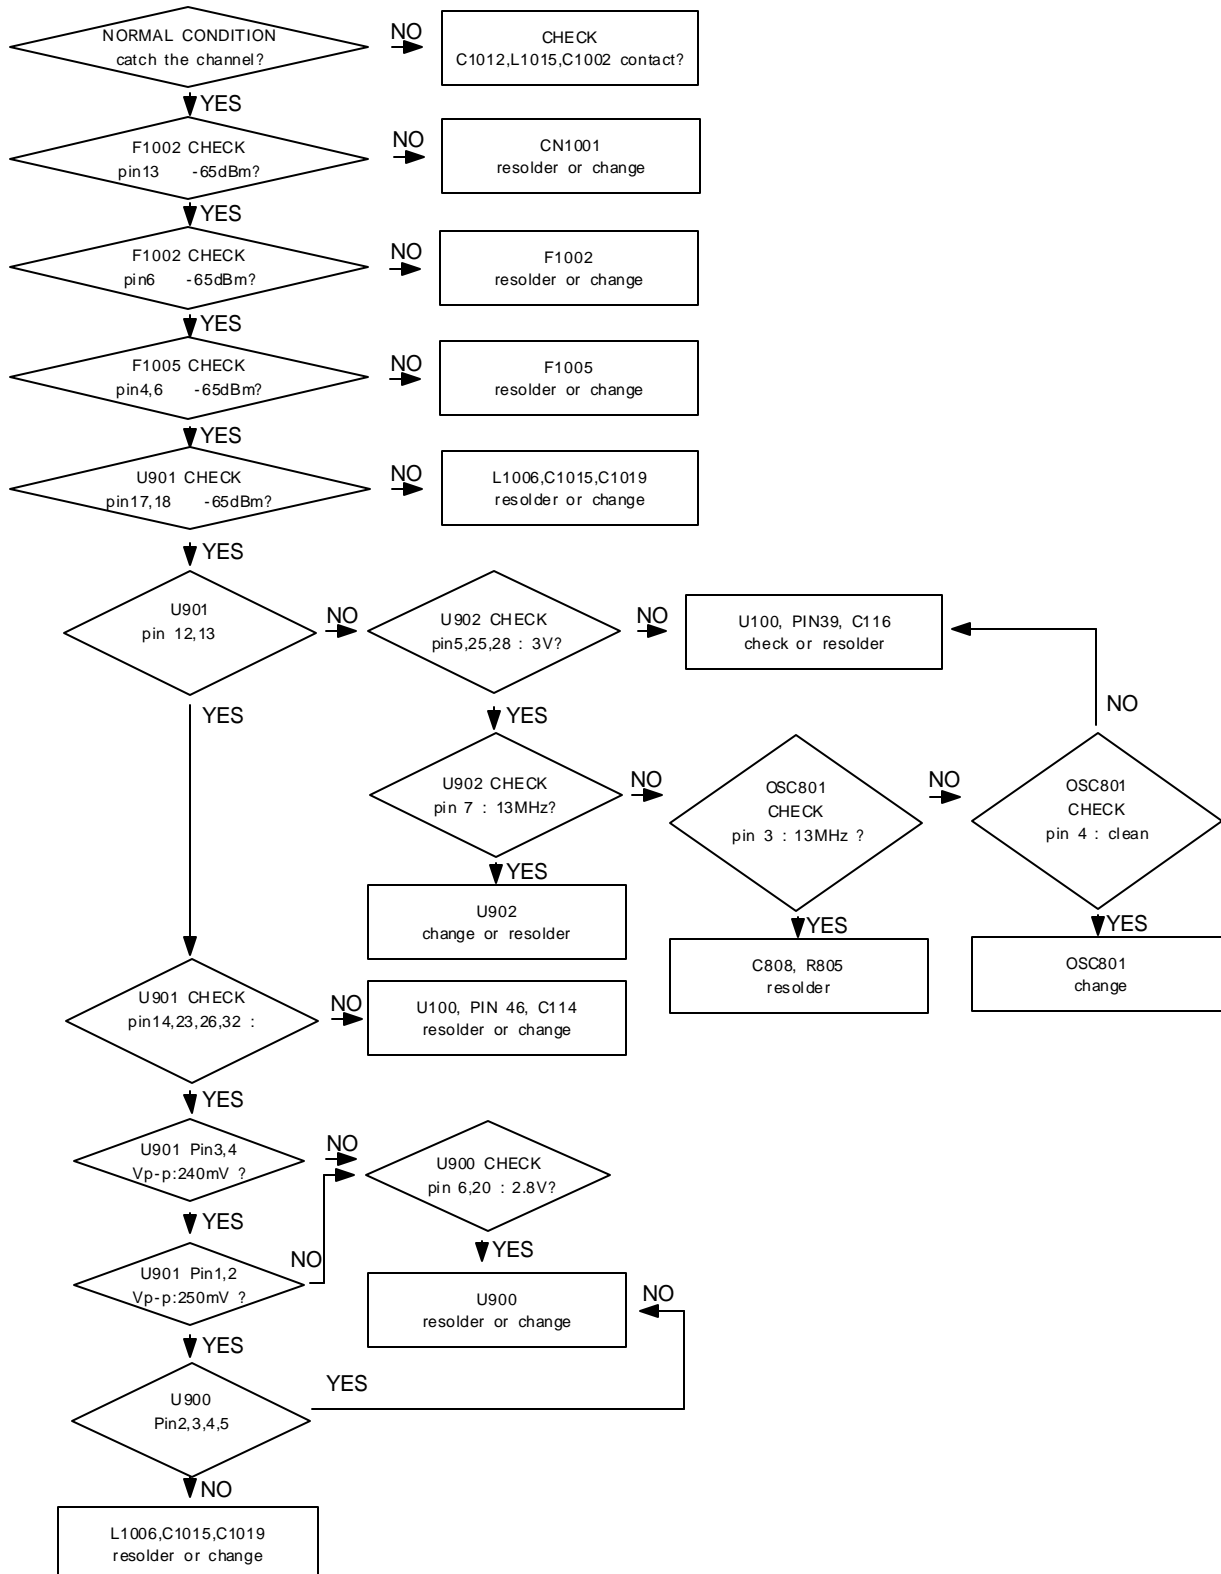 NORMAL CONDITION
catch the channel?
NO
CHECK
C1012,L1015,C1002 contact?
YES
F1002 CHECK
pin13 -65dBm?
NO
CN1001
resolder or change
YES
F1002 CHECK
pin6 -65dBm?
NO
F1002
resolder or change
YES
F1005 CHECK
pin4,6 -65dBm?
NO
F1005
resolder or change
YES
U901 CHECK
pin17,18 -65dBm?
NO
L1006,C1015,C1019
resolder or change
YES
U901
pin 12,13
NO
U902 CHECK
pin5,25,28 : 3V?
NO
U100, PIN39, C116
check or resolder
YES
YES
NO
U902 CHECK
pin 7 : 13MHz?
NO
OSC801
CHECK
pin 3 : 13MHz ?
NO
OSC801
CHECK
pin 4 : clean
YES
U902
change or resolder
YES
C808, R805
resolder
YES
OSC801
change
U901 CHECK
pin14,23,26,32 :
NO
U100, PIN 46, C114
resolder or change
YES
U901 Pin3,4
Vp-p:240mV ?
NO
U900 CHECK
pin 6,20 : 2.8V?
YES
NO
YES
U901 Pin1,2
Vp-p:250mV ?
U900
resolder or change
NO
YES
U900
Pin2,3,4,5
YES
NO
L1006,C1015,C1019
resolder or change